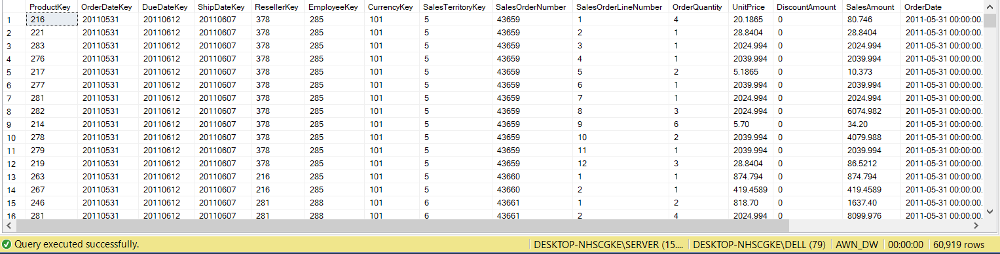 ProductKey OrderDateKey DueDateKey ShipDateKey ResellerKey EmployeeKey CurrencyKey SalesTerritoryKey SalesOrderNumber SalesOrderLineNumber OrderQuantity UnitPrice DiscountAmount SalesAmount OrderDate
1 216 20110531 20110612 20110607 378 285 101 5 43659 1 4 20.1865 0 80.746 2011-05-31 00:00:00.
2 221 20110531 20110612 20110607 378 285 101 5 43659 2 1 28.8404 0 28.8404 2011-05-31 00:00:00.
3 283 20110531 20110612 20110607 378 285 101 5 43659 3 1 2024.994 0 2024.994 2011-05-31 00:00:00.
4 276 20110531 20110612 20110607 378 285 101 5 43659 4 1 2039.994 0 2039.994 2011-05-31 00:00:00.
5 217 20110531 20110612 20110607 378 285 101 5 43659 5 2 5.1865 0 10.373 2011-05-31 00:00:00.
6 277 20110531 20110612 20110607 378 285 101 5 43659 6 1 2039.994 0 2039.994 2011-05-31 00:00:00.
7 281 20110531 20110612 20110607 378 285 101 5 43659 7 1 2024.994 0 2024.994 2011-05-31 00:00:00.
8 282 20110531 20110612 20110607 378 285 101 5 43659 8 3 2024.994 0 6074.982 2011-05-31 00:00:00.
9 214 20110531 20110612 20110607 378 285 101 5 43659 9 6 5.70 0 34.20 2011-05-31 00:00:00.
10 278 20110531 20110612 20110607 378 285 101 5 43659 10 2 2039.994 0 4079.988 2011-05-31 00:00:00.
11 279 20110531 20110612 20110607 378 285 101 5 43659 11 1 2039.994 0 2039.994 2011-05-31 00:00:00.
12 219 20110531 20110612 20110607 378 285 101 5 43659 12 3 28.8404 0 86.5212 2011-05-31 00:00:00.
13 263 20110531 20110612 20110607 216 285 101 5 43660 1 1 874.794 0 874.794 2011-05-31 00:00:00.
14 267 20110531 20110612 20110607 216 285 101 5 43660 2 1 419.4589 0 419.4589 2011-05-31 00:00:00.
15 246 20110531 20110612 20110607 281 288 101 6 43661 1 2 818.70 0 1637.40 2011-05-31 00:00:00.
16 281 20110531 20110612 20110607 281 288 101 6 43661 2 4 2024.994 0 8099.976 2011-05-31 00:00:00.
Query executed successfully. DESKTOP-NHSCGKE\SERVER (15.... DESKTOP-NHSCGKE\DELL (79) AWN_DW 00:00:00 60,919 rows